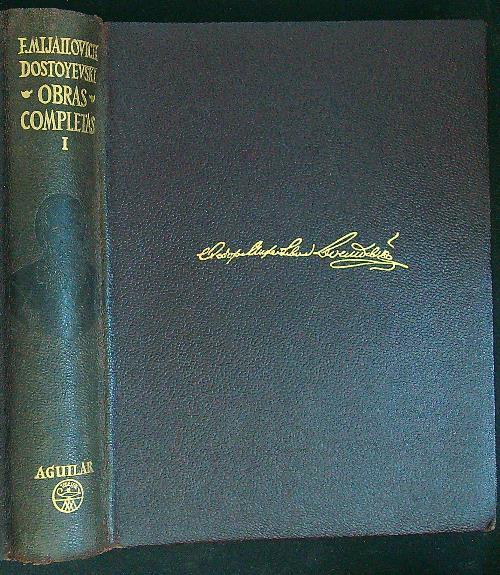 F. MIJAILOVICH
DOSTOYEVSKI
OBRAS
COMPLETAS
I
AGUILAR